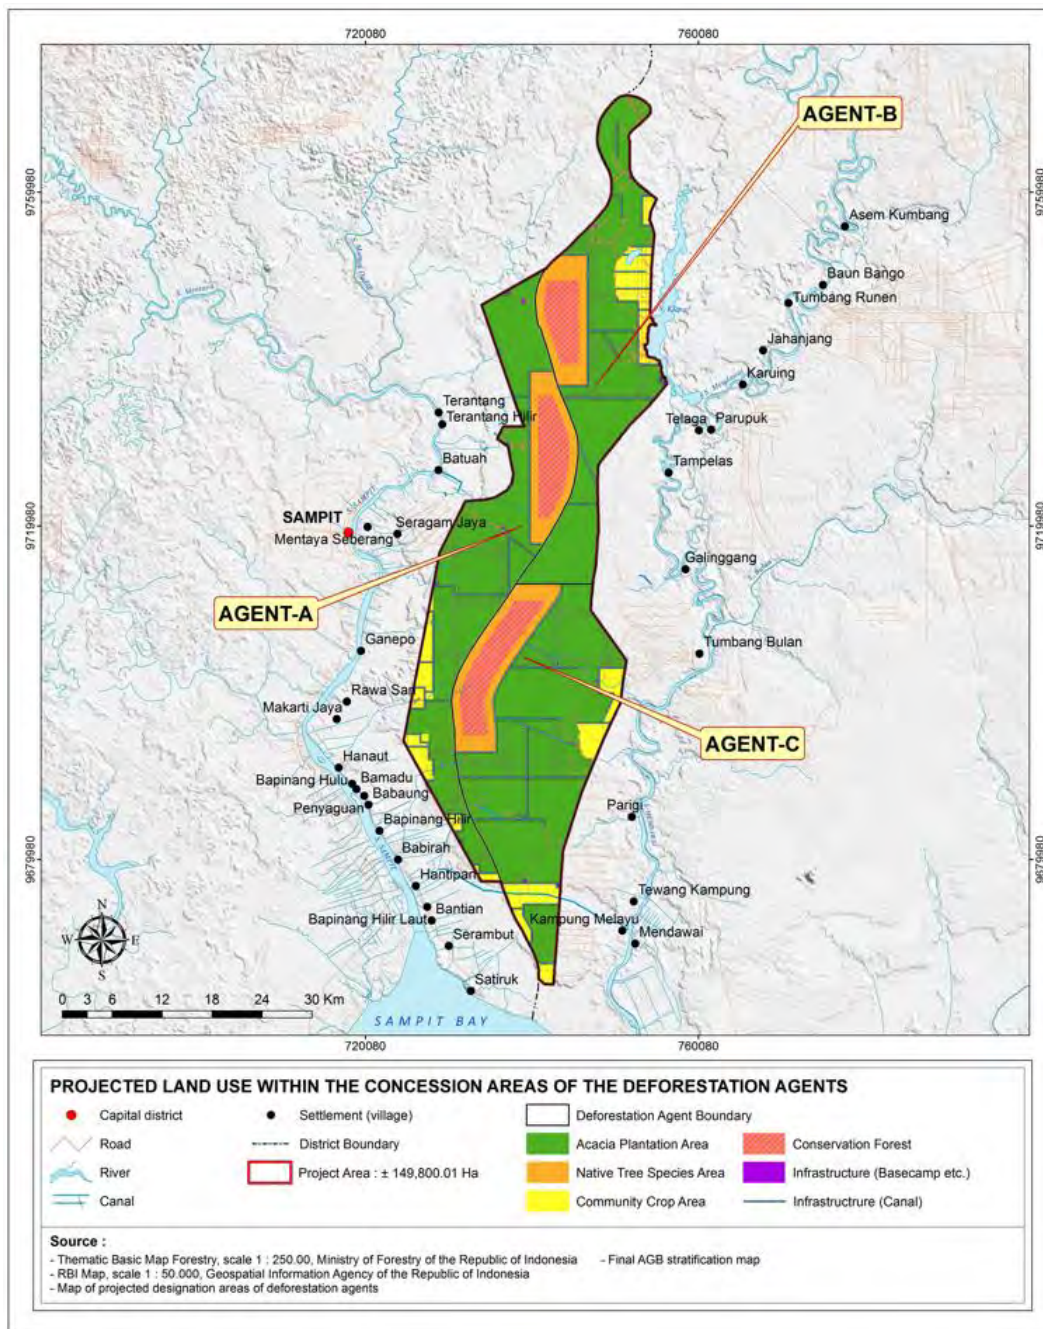 720080
760080
AGENT-B
9759980
9759980
Asem Kumbang
Baun Bango
Tumbang Runen
Jahanjang
Karuing
Terantang
Terantang Hilir
Telaga
Parupuk
Batuah
Tampelas
SAMPIT
Seragam Jaya
Mentaya Seberang
9719980
9719980
Galinggang
AGENT-A
Ganepo
Tumbang Bulan
Rawa Sari
Makarti Jaya
AGENT-C
Hanaut
Bapinang Hulu
Bamadu
Babaung
Penyaguan
Parigi
Bapinang Hilir
Babirah
9679980
9679980
Hantipan
Tewang Kampung
Bantian
Bapinang Hilir Laut
Kampung Melayu
Mendawai
Serambut
N
W
E
S
Satiruk
0 3 6 12 18 24 30 Km
SAMPIT BAY
720080
760080
PROJECTED LAND USE WITHIN THE CONCESSION AREAS OF THE DEFORESTATION AGENTS
Capital district
Settlement (village)
Deforestation Agent Boundary
Road
District Boundary
Acacia Plantation Area
Conservation Forest
River
Project Area : ± 149,800.01 Ha
Native Tree Species Area
Infrastructure (Basecamp etc.)
Canal
Community Crop Area
Infrastructrure (Canal)
Source :
- Thematic Basic Map Forestry, scale 1 : 250.00, Ministry of Forestry of the Republic of Indonesia
- Final AGB stratification map
- RBI Map, scale 1 : 50.000, Geospatial Information Agency of the Republic of Indonesia
- Map of projected designation areas of deforestation agents